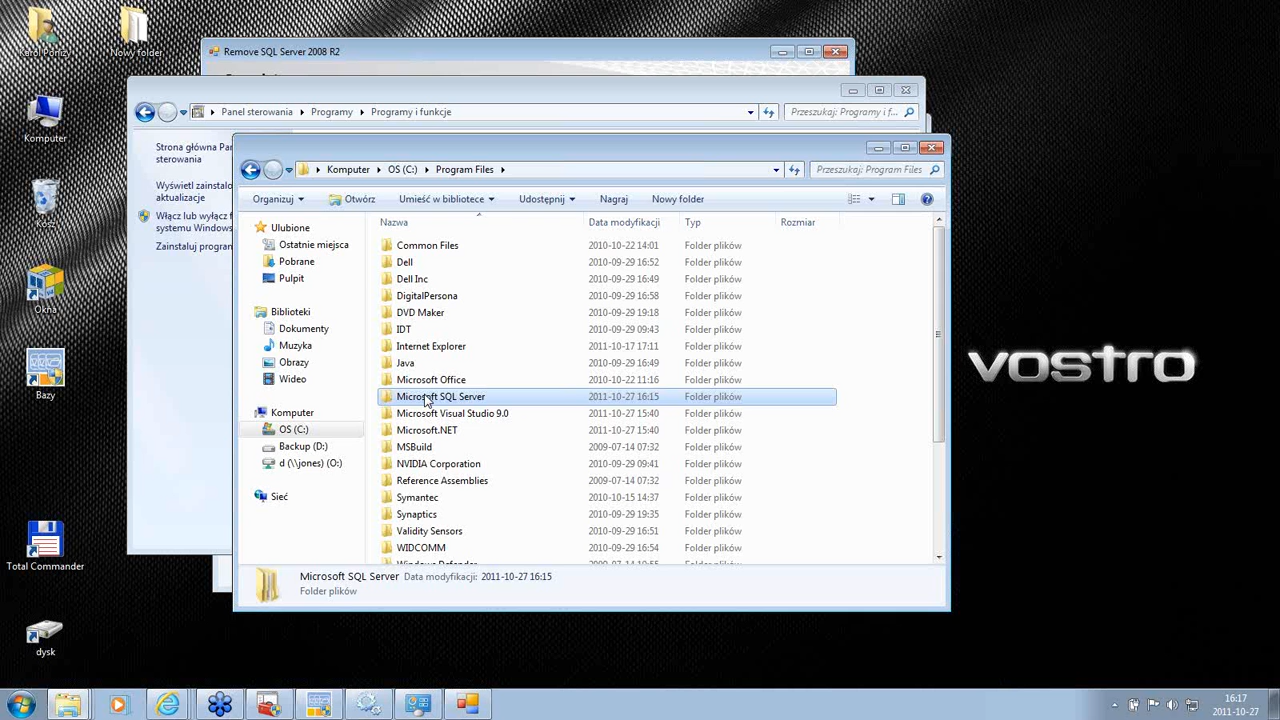 Nowy folder
Remove SQL Server 2008 R2
Komputer
Kosz
Okna
Bazy
Total Commander
dysk
Panel sterowania
Programy
Programy i funkcje
Przeszukaj: Programy i f...
Strona główna Pan
sterowania
Wyświetl zainstalo
aktualizacje
Włącz lub wyłącz f
systemu Windows
Zainstaluj program
Komputer
OS (C:)
Program Files
Przeszukaj: Program Files
Organizuj
Otwórz
Umieść w bibliotece
Udostępnij
Nagraj
Nowy folder
Ulubione
Ostatnie miejsca
Pobrane
Pulpit
Biblioteki
Dokumenty
Muzyka
Obrazy
Wideo
Komputer
OS (C:)
Backup (D:)
d (\\jones) (O:)
Sieć
Nazwa Data modyfikacji Typ Rozmiar
Common Files 2010-10-22 14:01 Folder plików
Dell 2010-09-29 16:52 Folder plików
Dell Inc 2010-09-29 16:49 Folder plików
DigitalPersona 2010-09-29 16:58 Folder plików
DVD Maker 2010-09-29 19:18 Folder plików
IDT 2010-09-29 09:43 Folder plików
Internet Explorer 2011-10-17 17:11 Folder plików
Java 2010-09-29 16:49 Folder plików
Microsoft Office 2010-10-22 11:16 Folder plików
Microsoft SQL Server 2011-10-27 16:15 Folder plików
Microsoft Visual Studio 9.0 2011-10-27 15:40 Folder plików
Microsoft.NET 2011-10-27 15:40 Folder plików
MSBuild 2009-07-14 07:32 Folder plików
NVIDIA Corporation 2010-09-29 09:41 Folder plików
Reference Assemblies 2009-07-14 07:32 Folder plików
Symantec 2010-10-15 14:37 Folder plików
Synaptics 2010-09-29 19:35 Folder plików
Validity Sensors 2010-09-29 16:51 Folder plików
WIDCOMM 2010-09-29 16:54 Folder plików
Microsoft SQL Server Data modyfikacji: 2011-10-27 16:15
Folder plików
vostro
16:17
2011-10-27